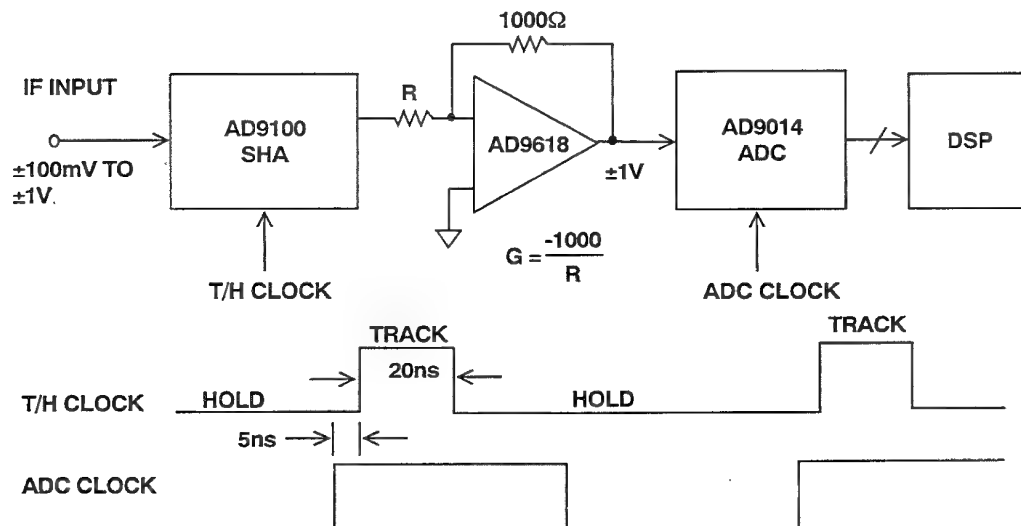 1000Ω
IF INPUT
R
AD9100
SHA
AD9618
AD9014
ADC
DSP
±100mV TO
±1V.
±1V
G = -1000
R
T/H CLOCK
ADC CLOCK
TRACK
TRACK
20ns
T/H CLOCK
HOLD
HOLD
5ns
ADC CLOCK